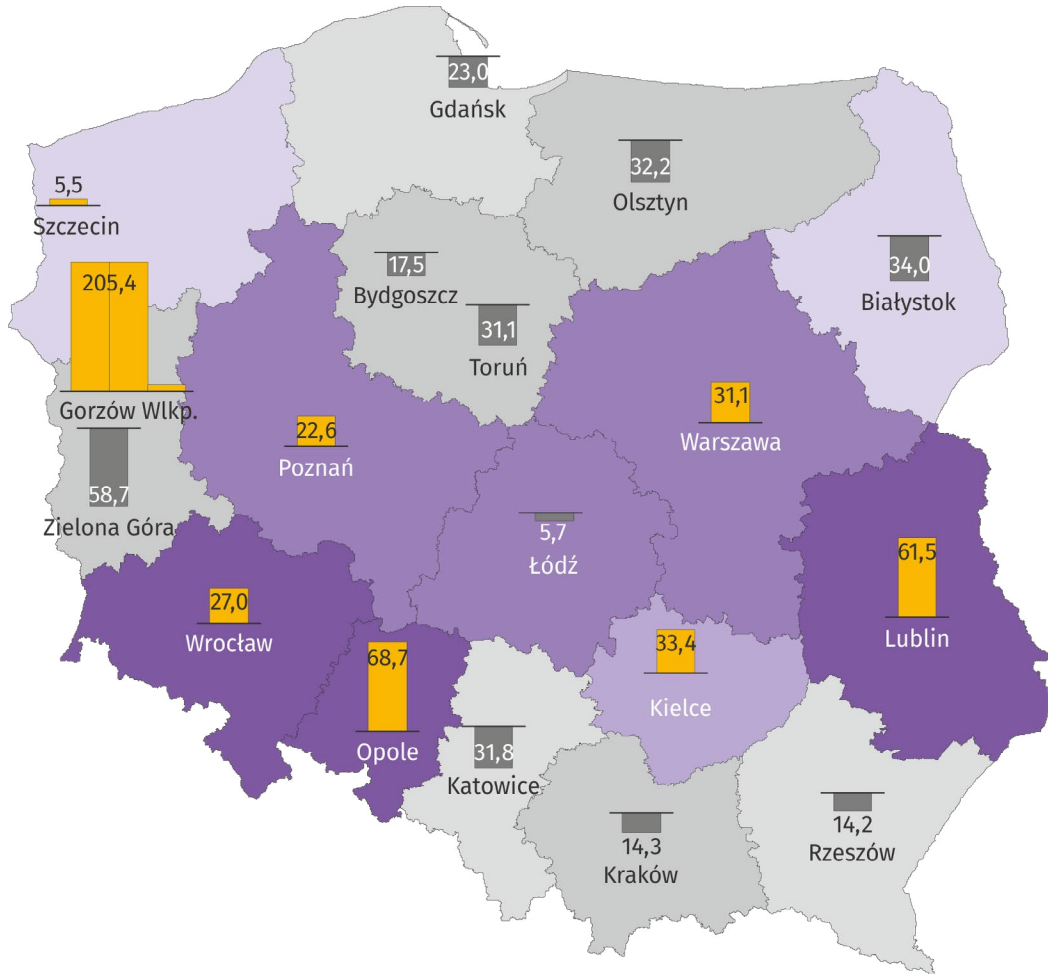 23,0
Gdańsk
32,2
Olsztyn
5,5
Szczecin
34,0
Białystok
17,5
Bydgoszcz
31,1
Toruń
205,4
Gorzów Wlkp.
31,1
Warszawa
22,6
Poznań
58,7
Zielona Góra
5,7
Łódź
61,5
Lublin
27,0
Wrocław
33,4
Kielce
68,7
Opole
31,8
Katowice
14,2
Rzeszów
14,3
Kraków